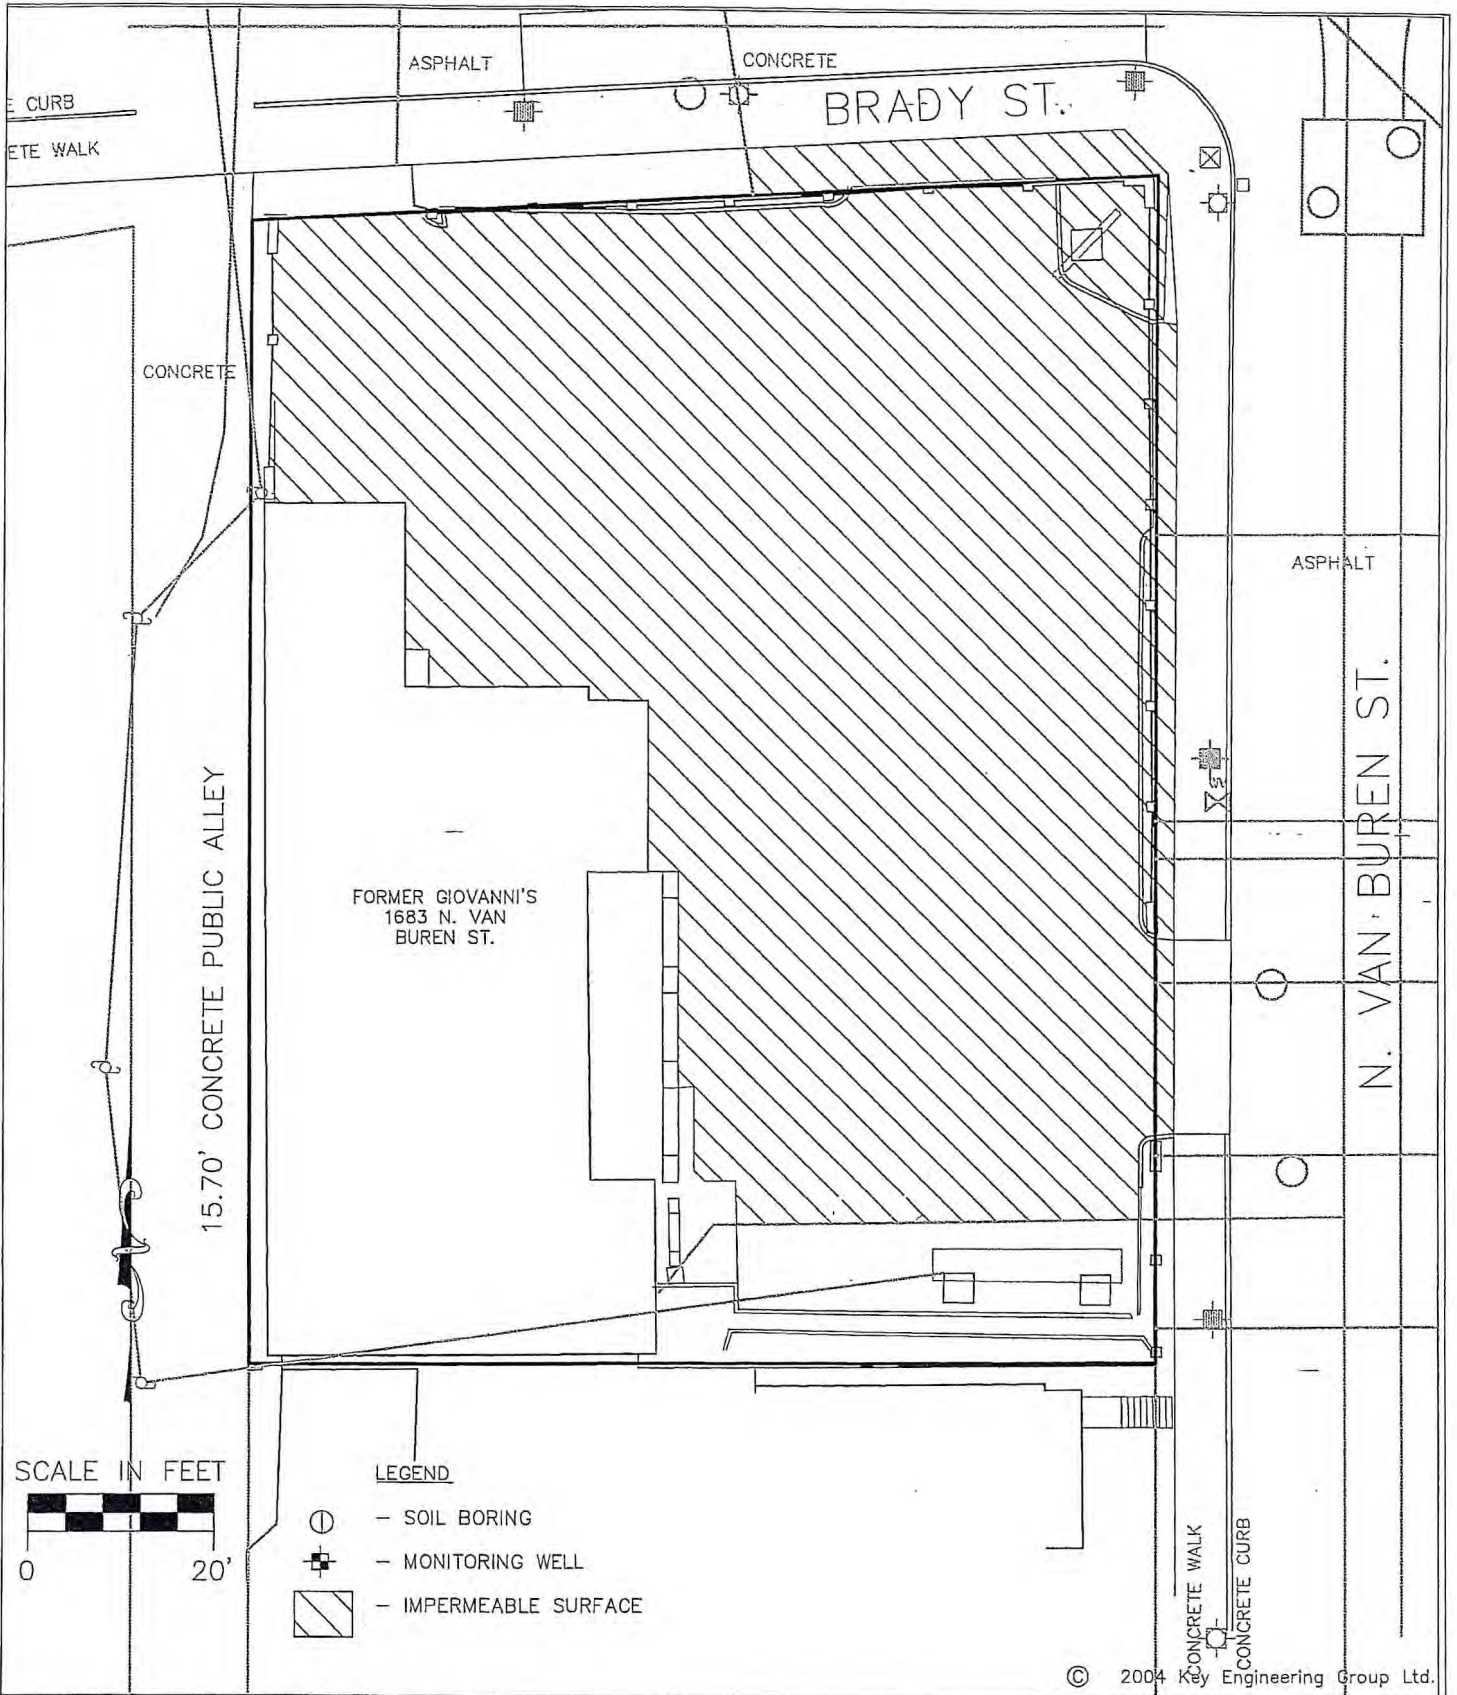 ASPHALT
CONCRETE
E CURB
BRADY ST.
ETE WALK
CONCRETE
ASPHALT
N. VAN BUREN ST.
15.70' CONCRETE PUBLIC ALLEY
FORMER GIOVANNI'S
1683 N. VAN
BUREN ST.
SCALE IN FEET
0 20'
LEGEND
- SOIL BORING
- MONITORING WELL
- IMPERMEABLE SURFACE
CONCRETE WALK
CONCRETE CURB
© 2004 Key Engineering Group Ltd.